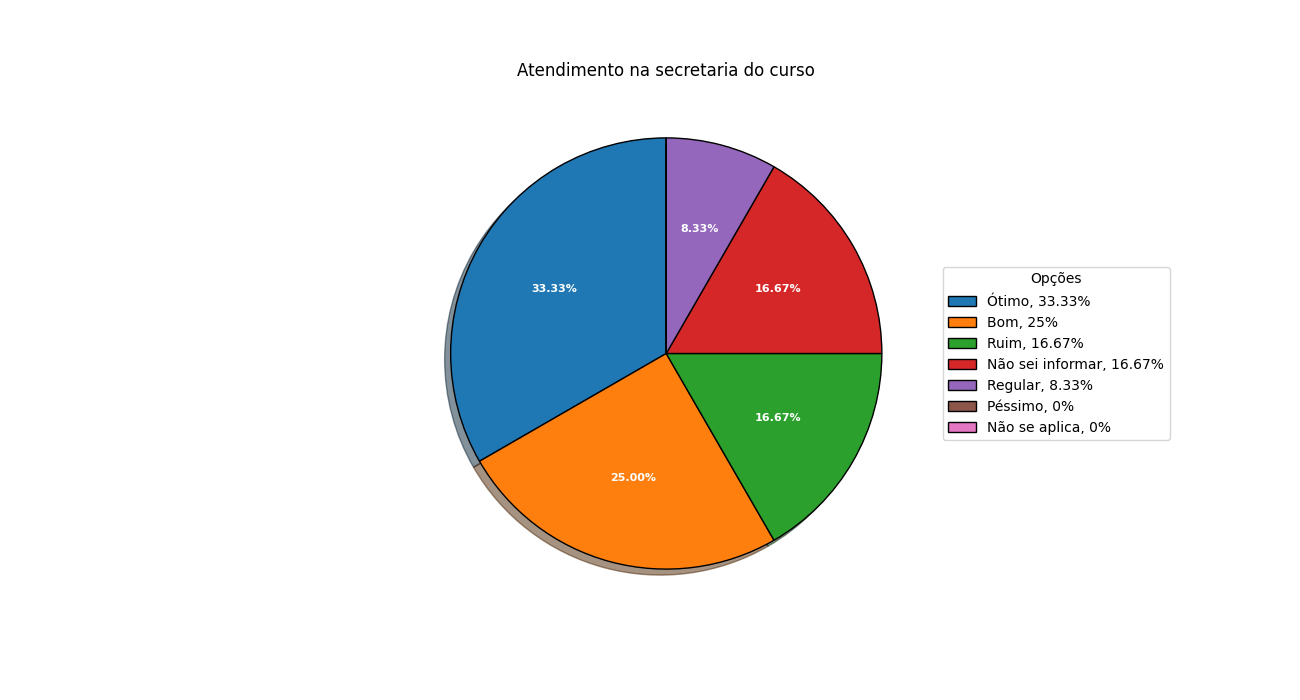 Atendimento na secretaria do curso
8.33%
33.33%
16.67%
16.67%
25.00%
Opções
Ótimo, 33.33%
Bom, 25%
Ruim, 16.67%
Não sei informar, 16.67%
Regular, 8.33%
Péssimo, 0%
Não se aplica, 0%